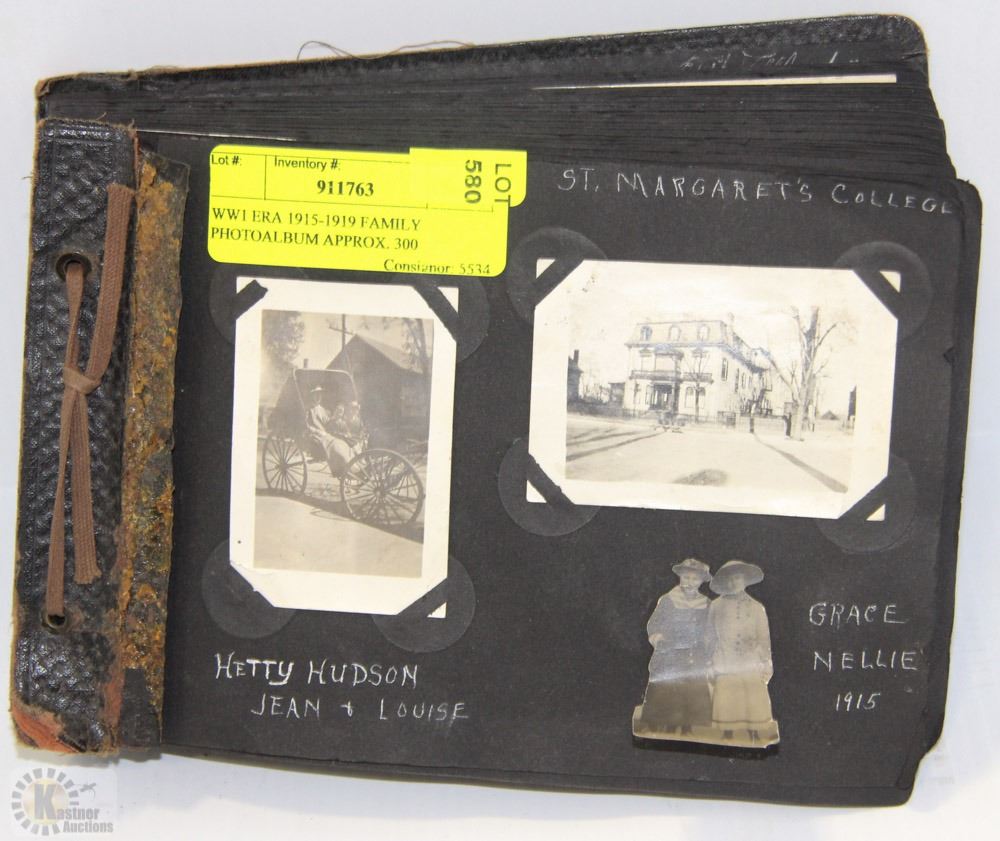 Lot #:
Inventory #:
911763
LOT
580
WW1 ERA 1915-1919 FAMILY
PHOTOALBUM APPROX. 300
Consignor: 5534
ST. MARGARET'S COLLEGE
HETTY HUDSON
JEAN & LOUISE
GRACE
NELLIE
1915
Kastner
Auctions